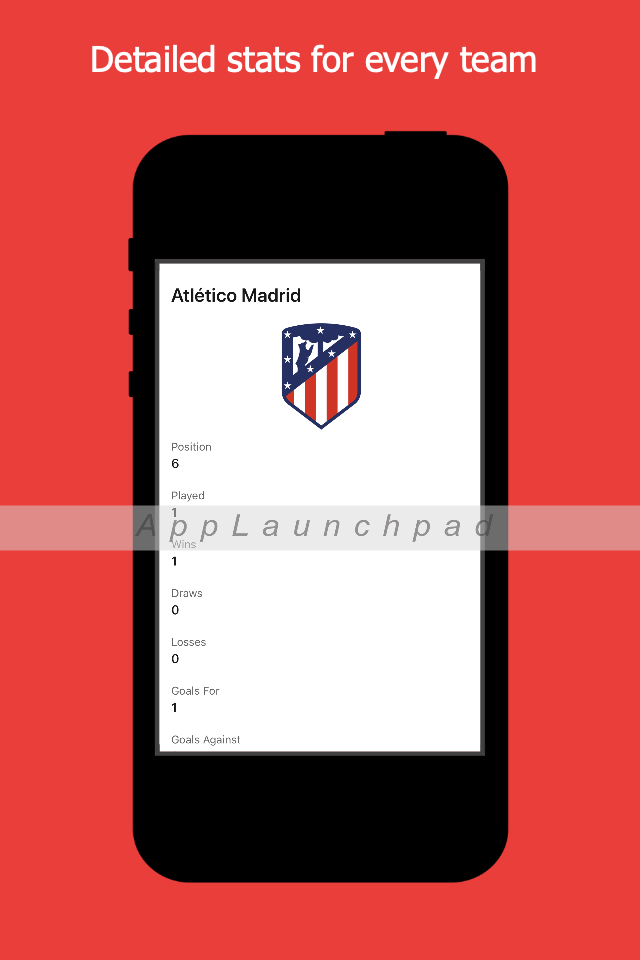 Detailed stats for every team
Atlético Madrid
Position
6
Played
1
AppLaunchpad
Wins
1
Draws
0
Losses
0
Goals For
1
Goals Against